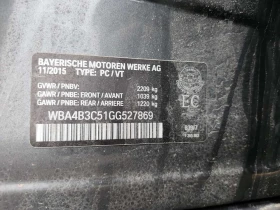 BAYERISCHE MOTOREN WERKE AG
11/2015 TYPE: PC / VT
GVWR / PNBV: 2209 kg
GAWR / PNBE: FRONT / AVANT 1039 kg
GAWR / PNBE: REAR / ARRIERE 1220 kg
WBA4B3C51GG527869
EC